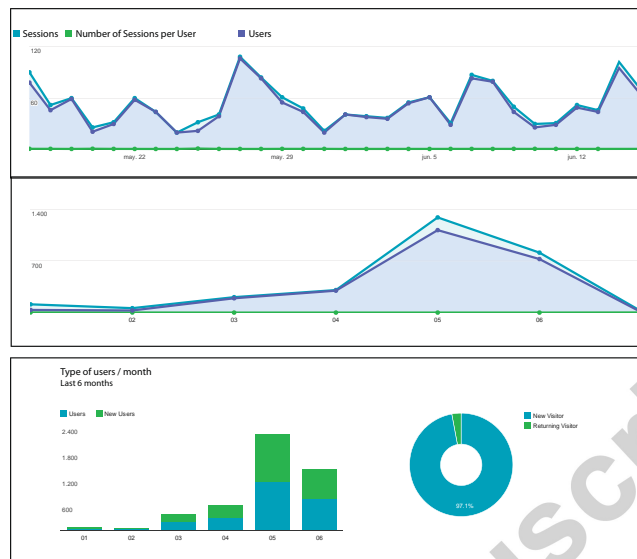 Sessions Number of Sessions per User Users
120
60
may. 22 may. 29 jun. 5 jun. 12
1.400
700
02 03 04 05 06
Type of users / month
Last 6 months
Users New Users
2.400
1.800
1.200
600
01 02 03 04 05 06
New Visitor
Returning Visitor
97.1%